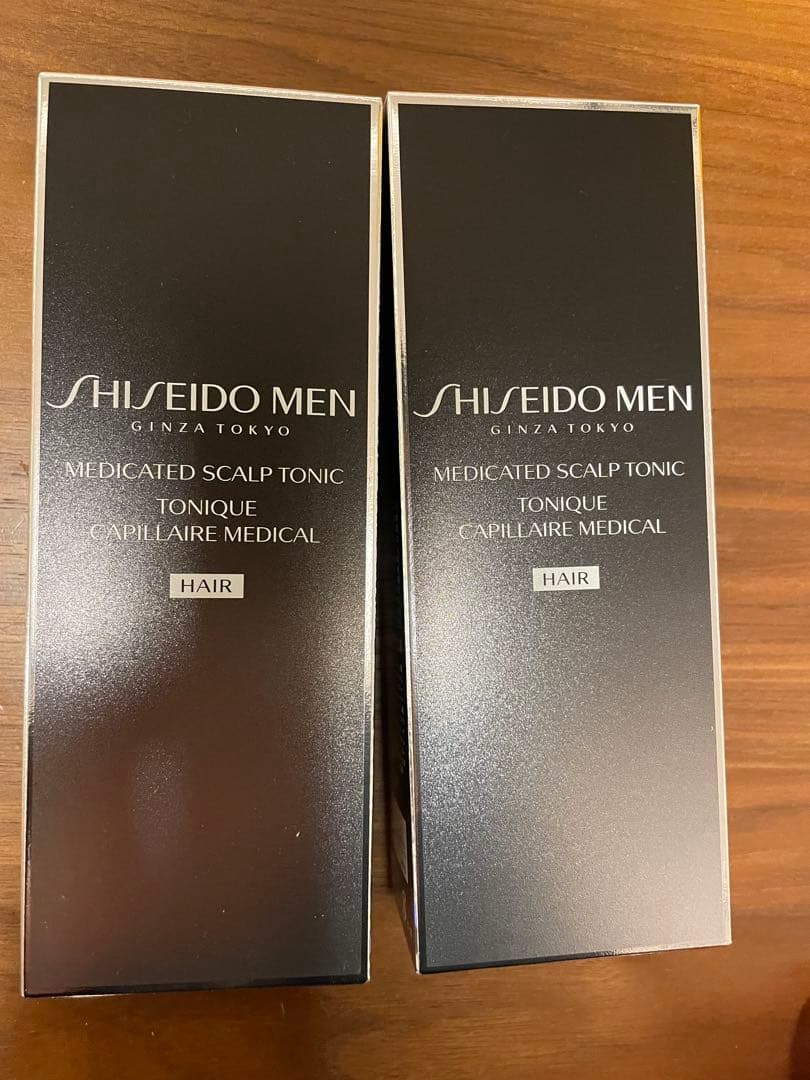 SHISEIDO MEN
GINZA TOKYO
MEDICATED SCALP TONIC
TONIQUE
CAPILLAIRE MEDICAL
HAIR
SHISEIDO MEN
GINZA TOKYO
MEDICATED SCALP TONIC
TONIQUE
CAPILLAIRE MEDICAL
HAIR